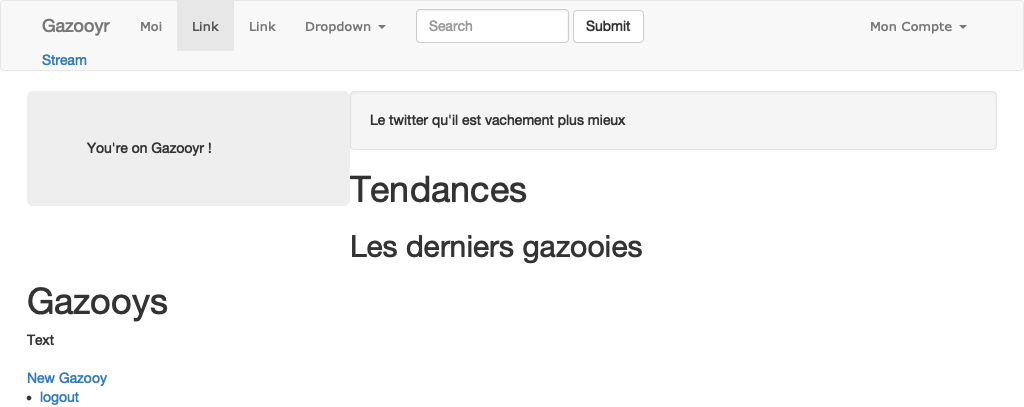 Gazooyr Moi Link Link Dropdown Search Submit Mon Compte
Stream
You're on Gazooyr !
Le twitter qu'il est vachement plus mieux
Tendances
Les derniers gazooies
Gazooys
Text
New Gazooy
logout